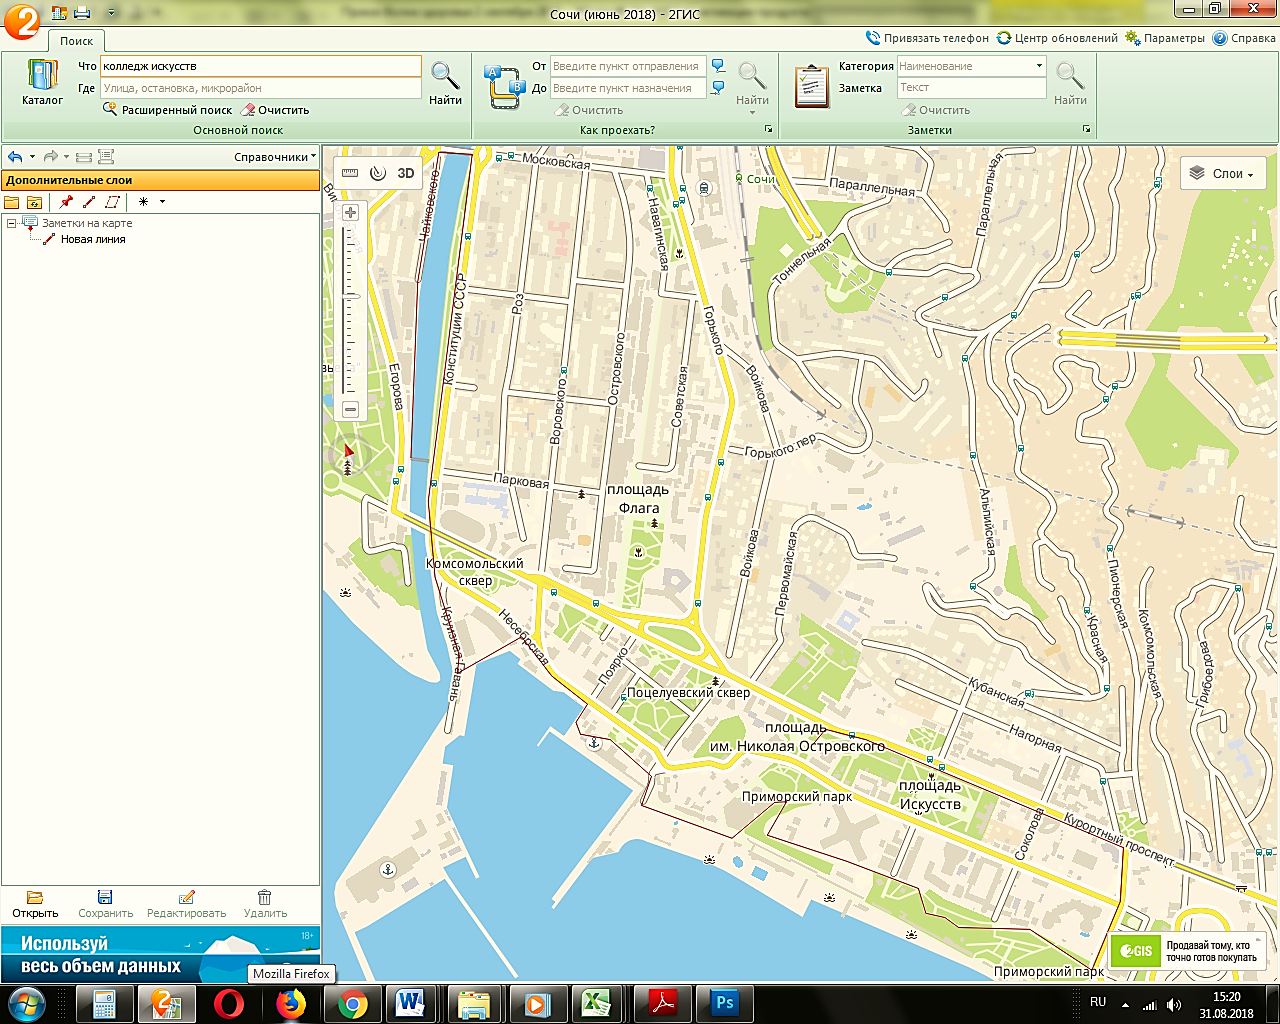 Сочи (июнь 2018) - 2ГИС
Поиск
Привязать телефон
Центр обновлений
Параметры
Справка
Каталог
Что колледж искусств
Где Улица, остановка, микрорайон
Расширенный поиск
Очистить
Найти
Основной поиск
От Введите пункт отправления
До Введите пункт назначения
Очистить
Найти
Как проехать?
Категория Наименование
Заметка Текст
Очистить
Найти
Заметки
Справочники
Дополнительные слои
Заметки на карте
Новая линия
Открыть
Сохранить
Редактировать
Удалить
Используй
весь объем данных
18+
Mozilla Firefox
3D
Слои
Московская
Чайковского
Конституции СССР
Егорова
Роз
Воровского
Островского
Навагинская
Советская
Горького
Войкова
Сочи
Параллельная
Параллельная
Тоннельная
Горького пер
Парковая
площадь
Флага
Комсомольский
сквер
Круизная Гавань
Несебрская
Поярко
Поцелуевский сквер
Войкова
Первомайская
Альпийская
Пионерская
Красная
Комсомольская
Грибоедова
Кубанская
Нагорная
площадь
им. Николая Островского
площадь
Искусств
Приморский парк
Соколова
Курортный проспект
Приморский парк
2GIS
Продавай тому, кто
точно готов покупать
RU
15:20
31.08.2018